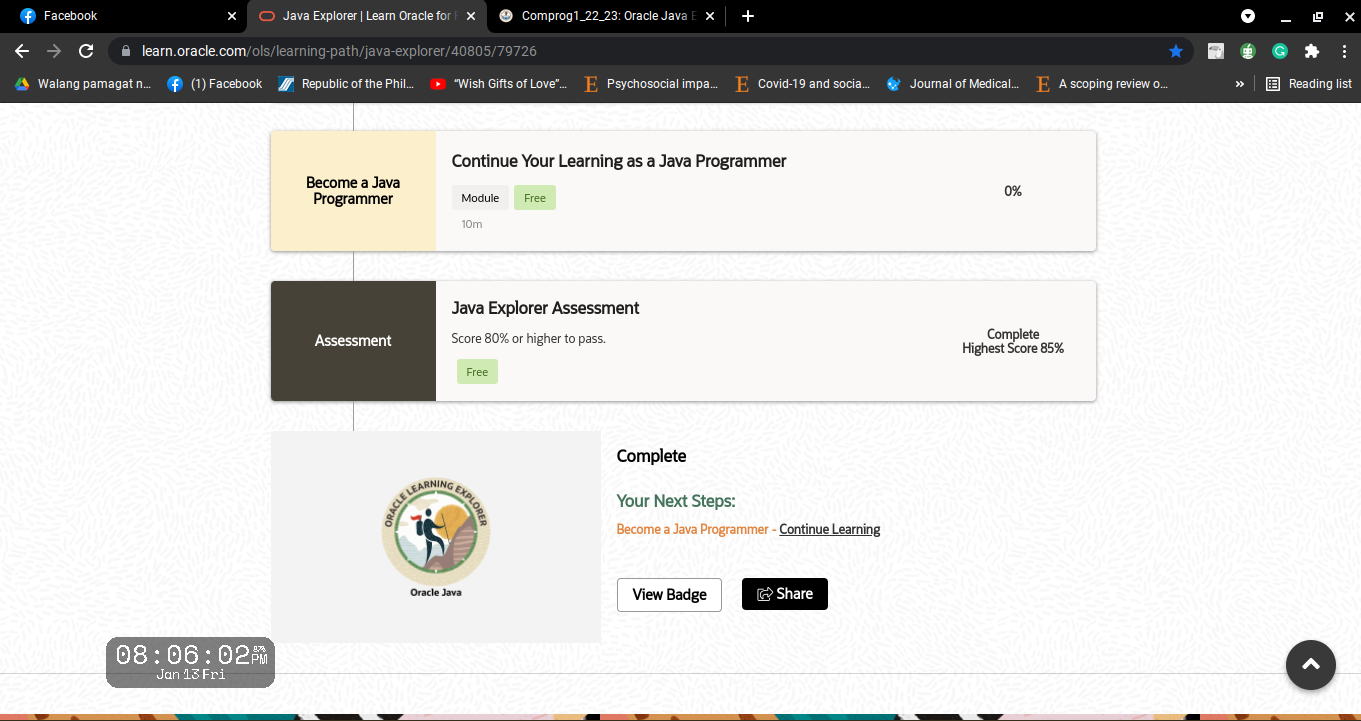 Facebook
Java Explorer | Learn Oracle for F
Comprog1_22_23: Oracle Java E
learn.oracle.com/ols/learning-path/java-explorer/40805/79726
Walang pamagat n...
(1) Facebook
Republic of the Phil...
“Wish Gifts of Love”...
Psychosocial impa...
Covid-19 and socia...
Journal of Medical...
A scoping review o...
»
Reading list
Become a Java
Programmer
Continue Your Learning as a Java Programmer
Module
Free
10m
0%
Assessment
Java Explorer Assessment
Score 80% or higher to pass.
Free
Complete
Highest Score 85%
ORACLE LEARNING EXPLORER
Oracle Java
Complete
Your Next Steps:
Become a Java Programmer - Continue Learning
View Badge
Share
08:06:02 PM
Jan 13 Fri